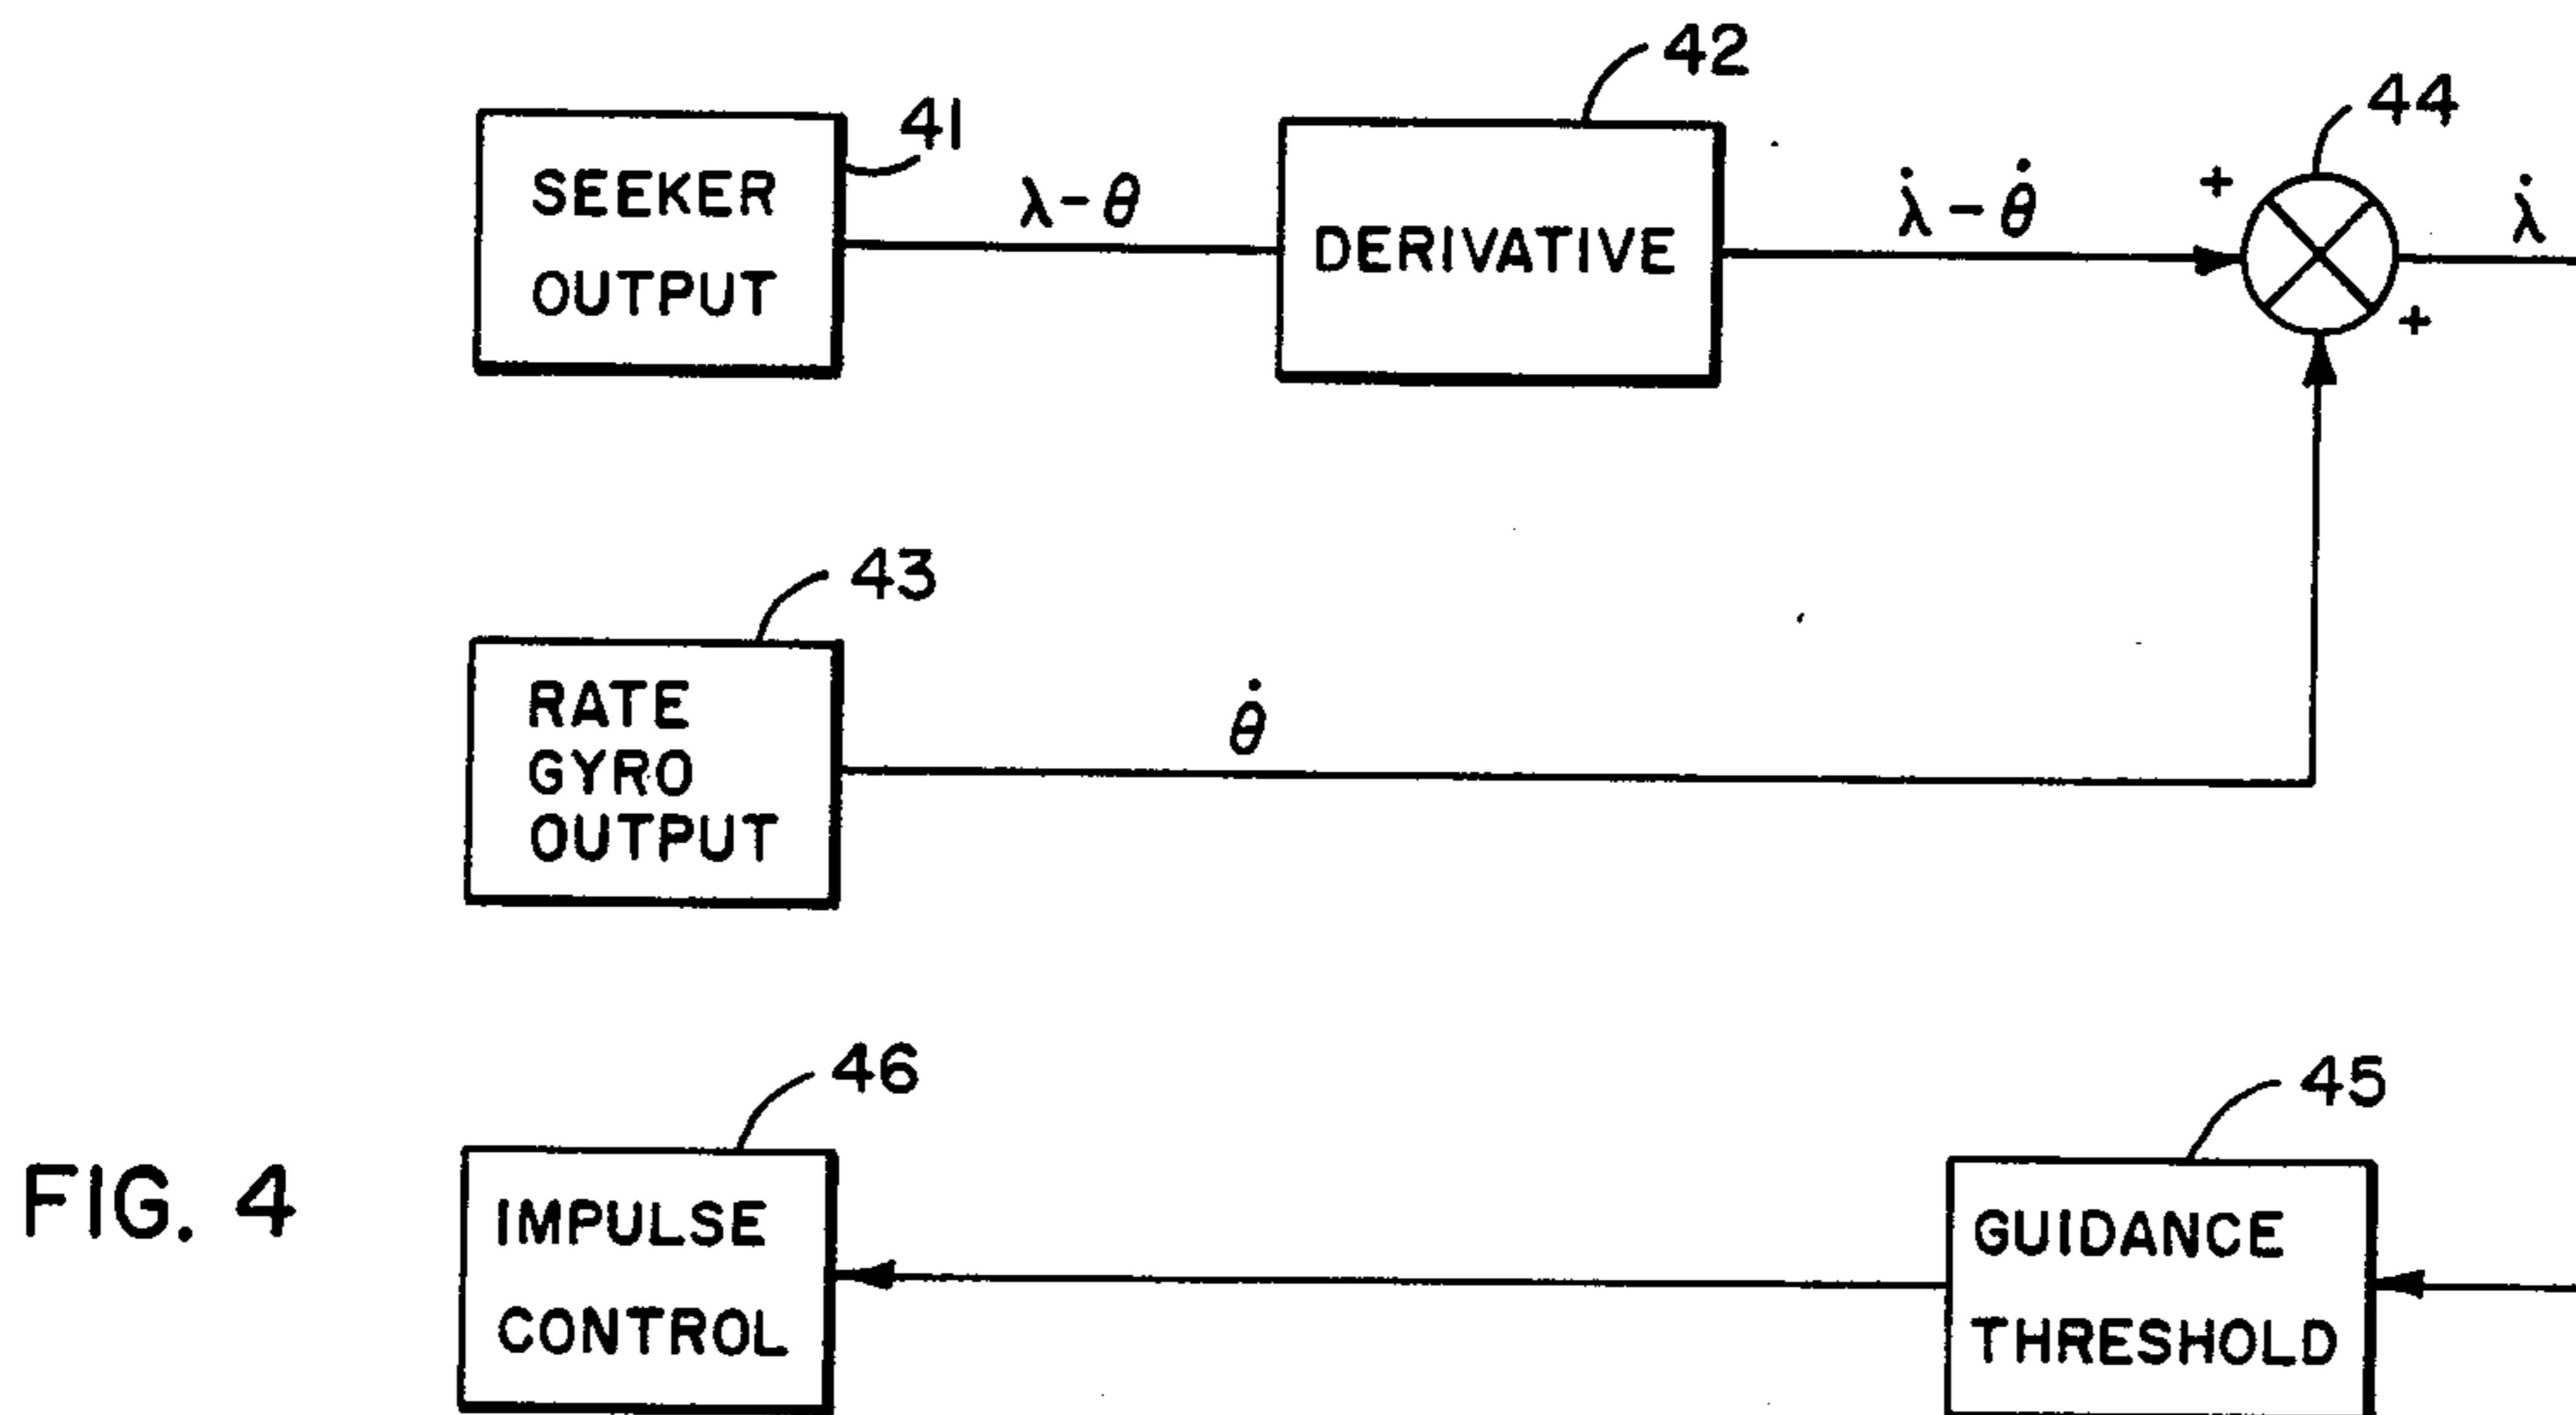 42
44
41
SEEKER
OUTPUT
λ-θ
DERIVATIVE
λ̇-θ̇
+
+
λ̇
43
RATE
GYRO
OUTPUT
θ̇
46
45
FIG. 4
IMPULSE
CONTROL
GUIDANCE
THRESHOLD